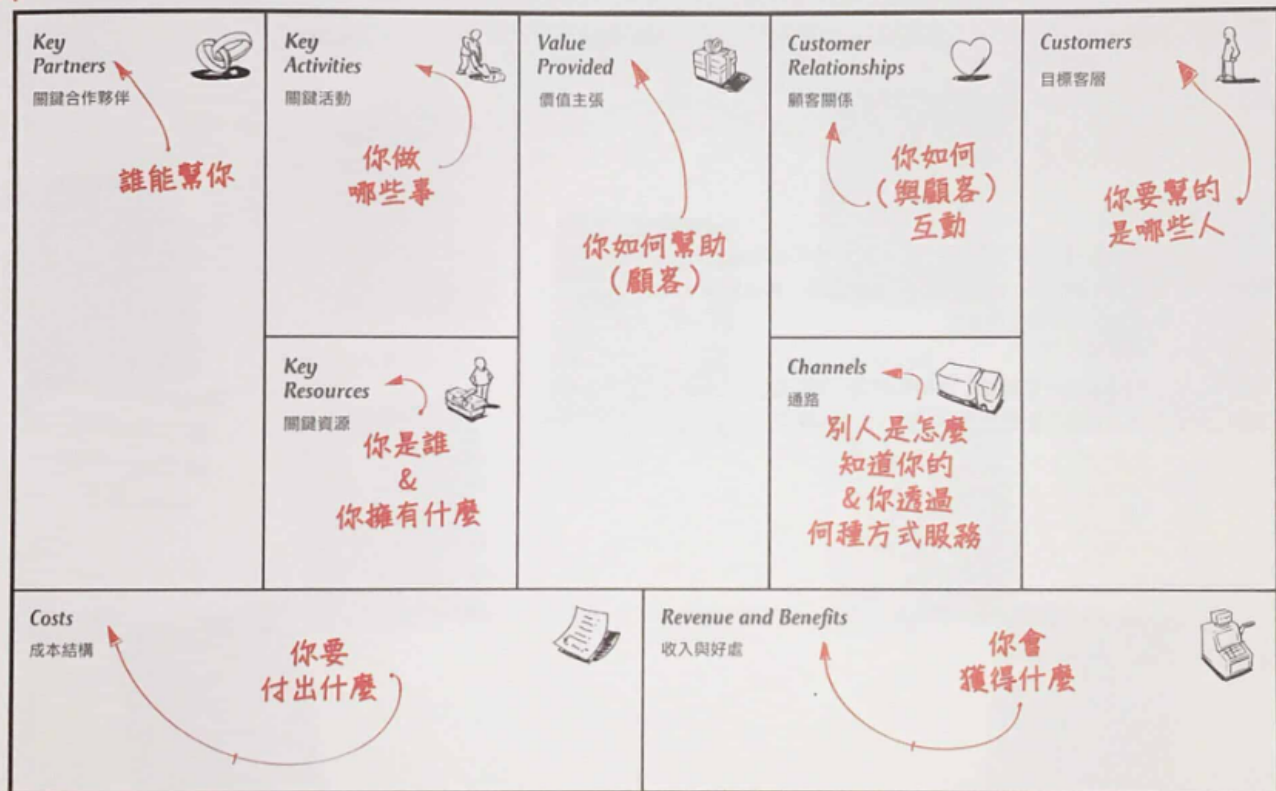 Key
Partners
關鍵合作夥伴
誰能幫你
Key
Activities
關鍵活動
你做
哪些事
Key
Resources
關鍵資源
你是誰
&
你擁有什麼
Value
Provided
價值主張
你如何幫助
（顧客）
Customer
Relationships
顧客關係
你如何
（與顧客）
互動
Channels
通路
別人是怎麼
知道你的
&你透過
何種方式服務
Customers
目標客層
你要幫的
是哪些人
Costs
成本結構
你要
付出什麼
Revenue and Benefits
收入與好處
你會
獲得什麼